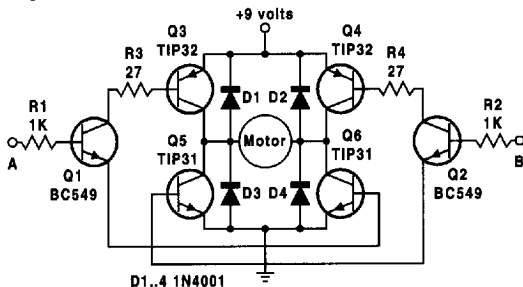 +9 volts
Q3
TIP32
Q4
TIP32
R3
27
R4
27
D1
D2
R1
1K
R2
1K
Motor
Q5
TIP31
Q6
TIP31
A
B
Q1
BC549
Q2
BC549
D3
D4
D1..4 1N4001